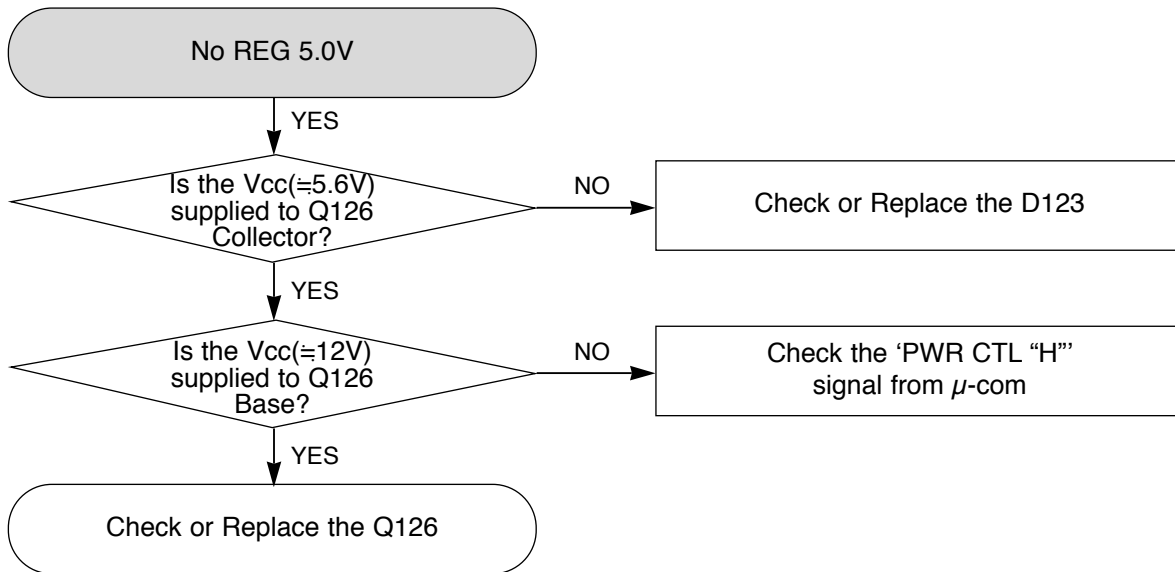 No REG 5.0V
YES
Is the Vcc(≒5.6V)
supplied to Q126
Collector?
NO
Check or Replace the D123
YES
Is the Vcc(≒12V)
supplied to Q126
Base?
NO
Check the ‘PWR CTL “H”’
signal from µ-com
YES
Check or Replace the Q126